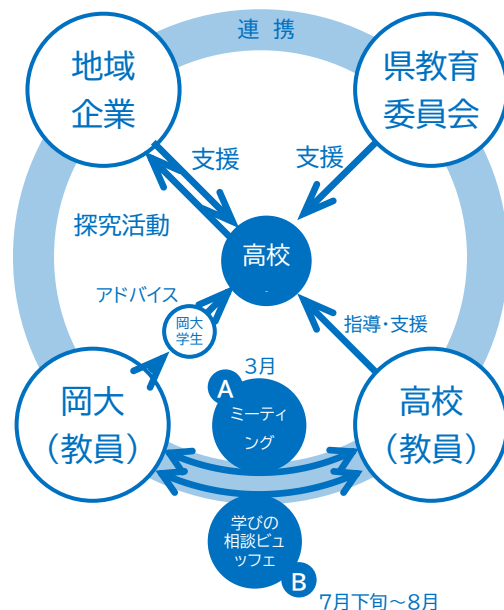 連 携
地域
企業
県教育
委員会
支援
支援
探究活動
高校
アドバイス
岡大
学生
指導・支援
3月
A
ミーティ
ング
岡大
（教員）
高校
（教員）
学びの
相談ビュ
ッフェ
B
7月下旬～8月